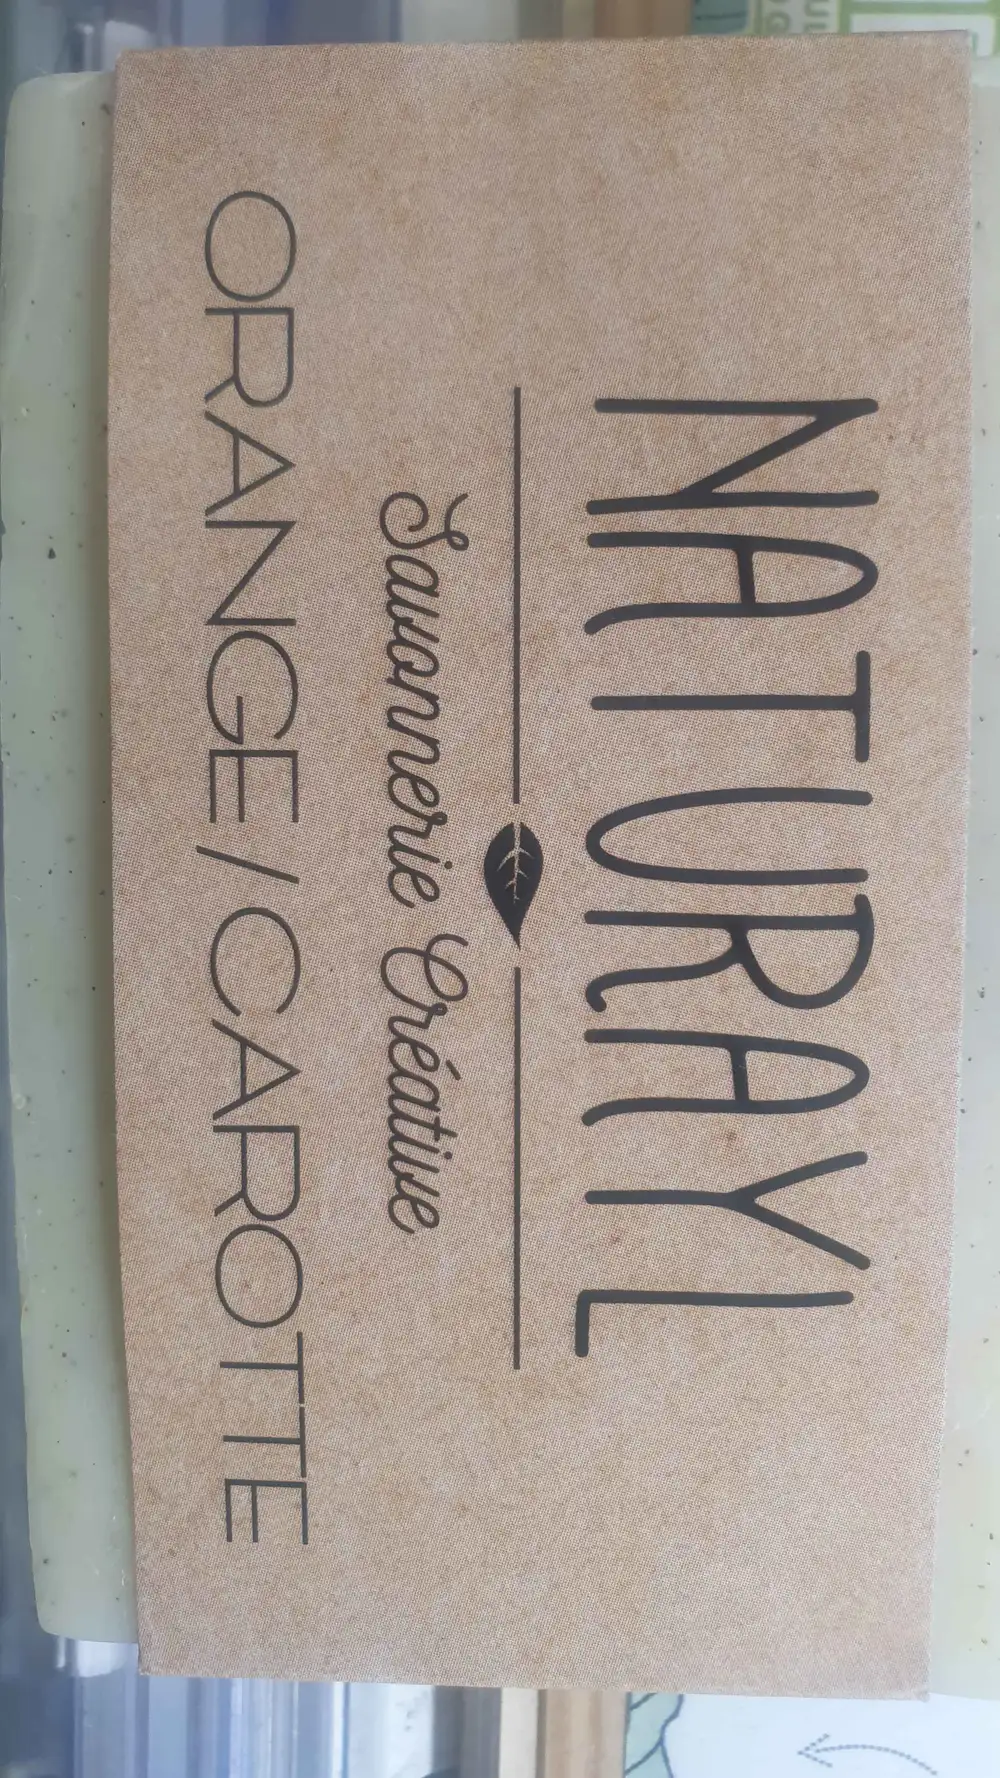 NATURAYL
Savonnerie Créative
ORANGE / CAROTTE